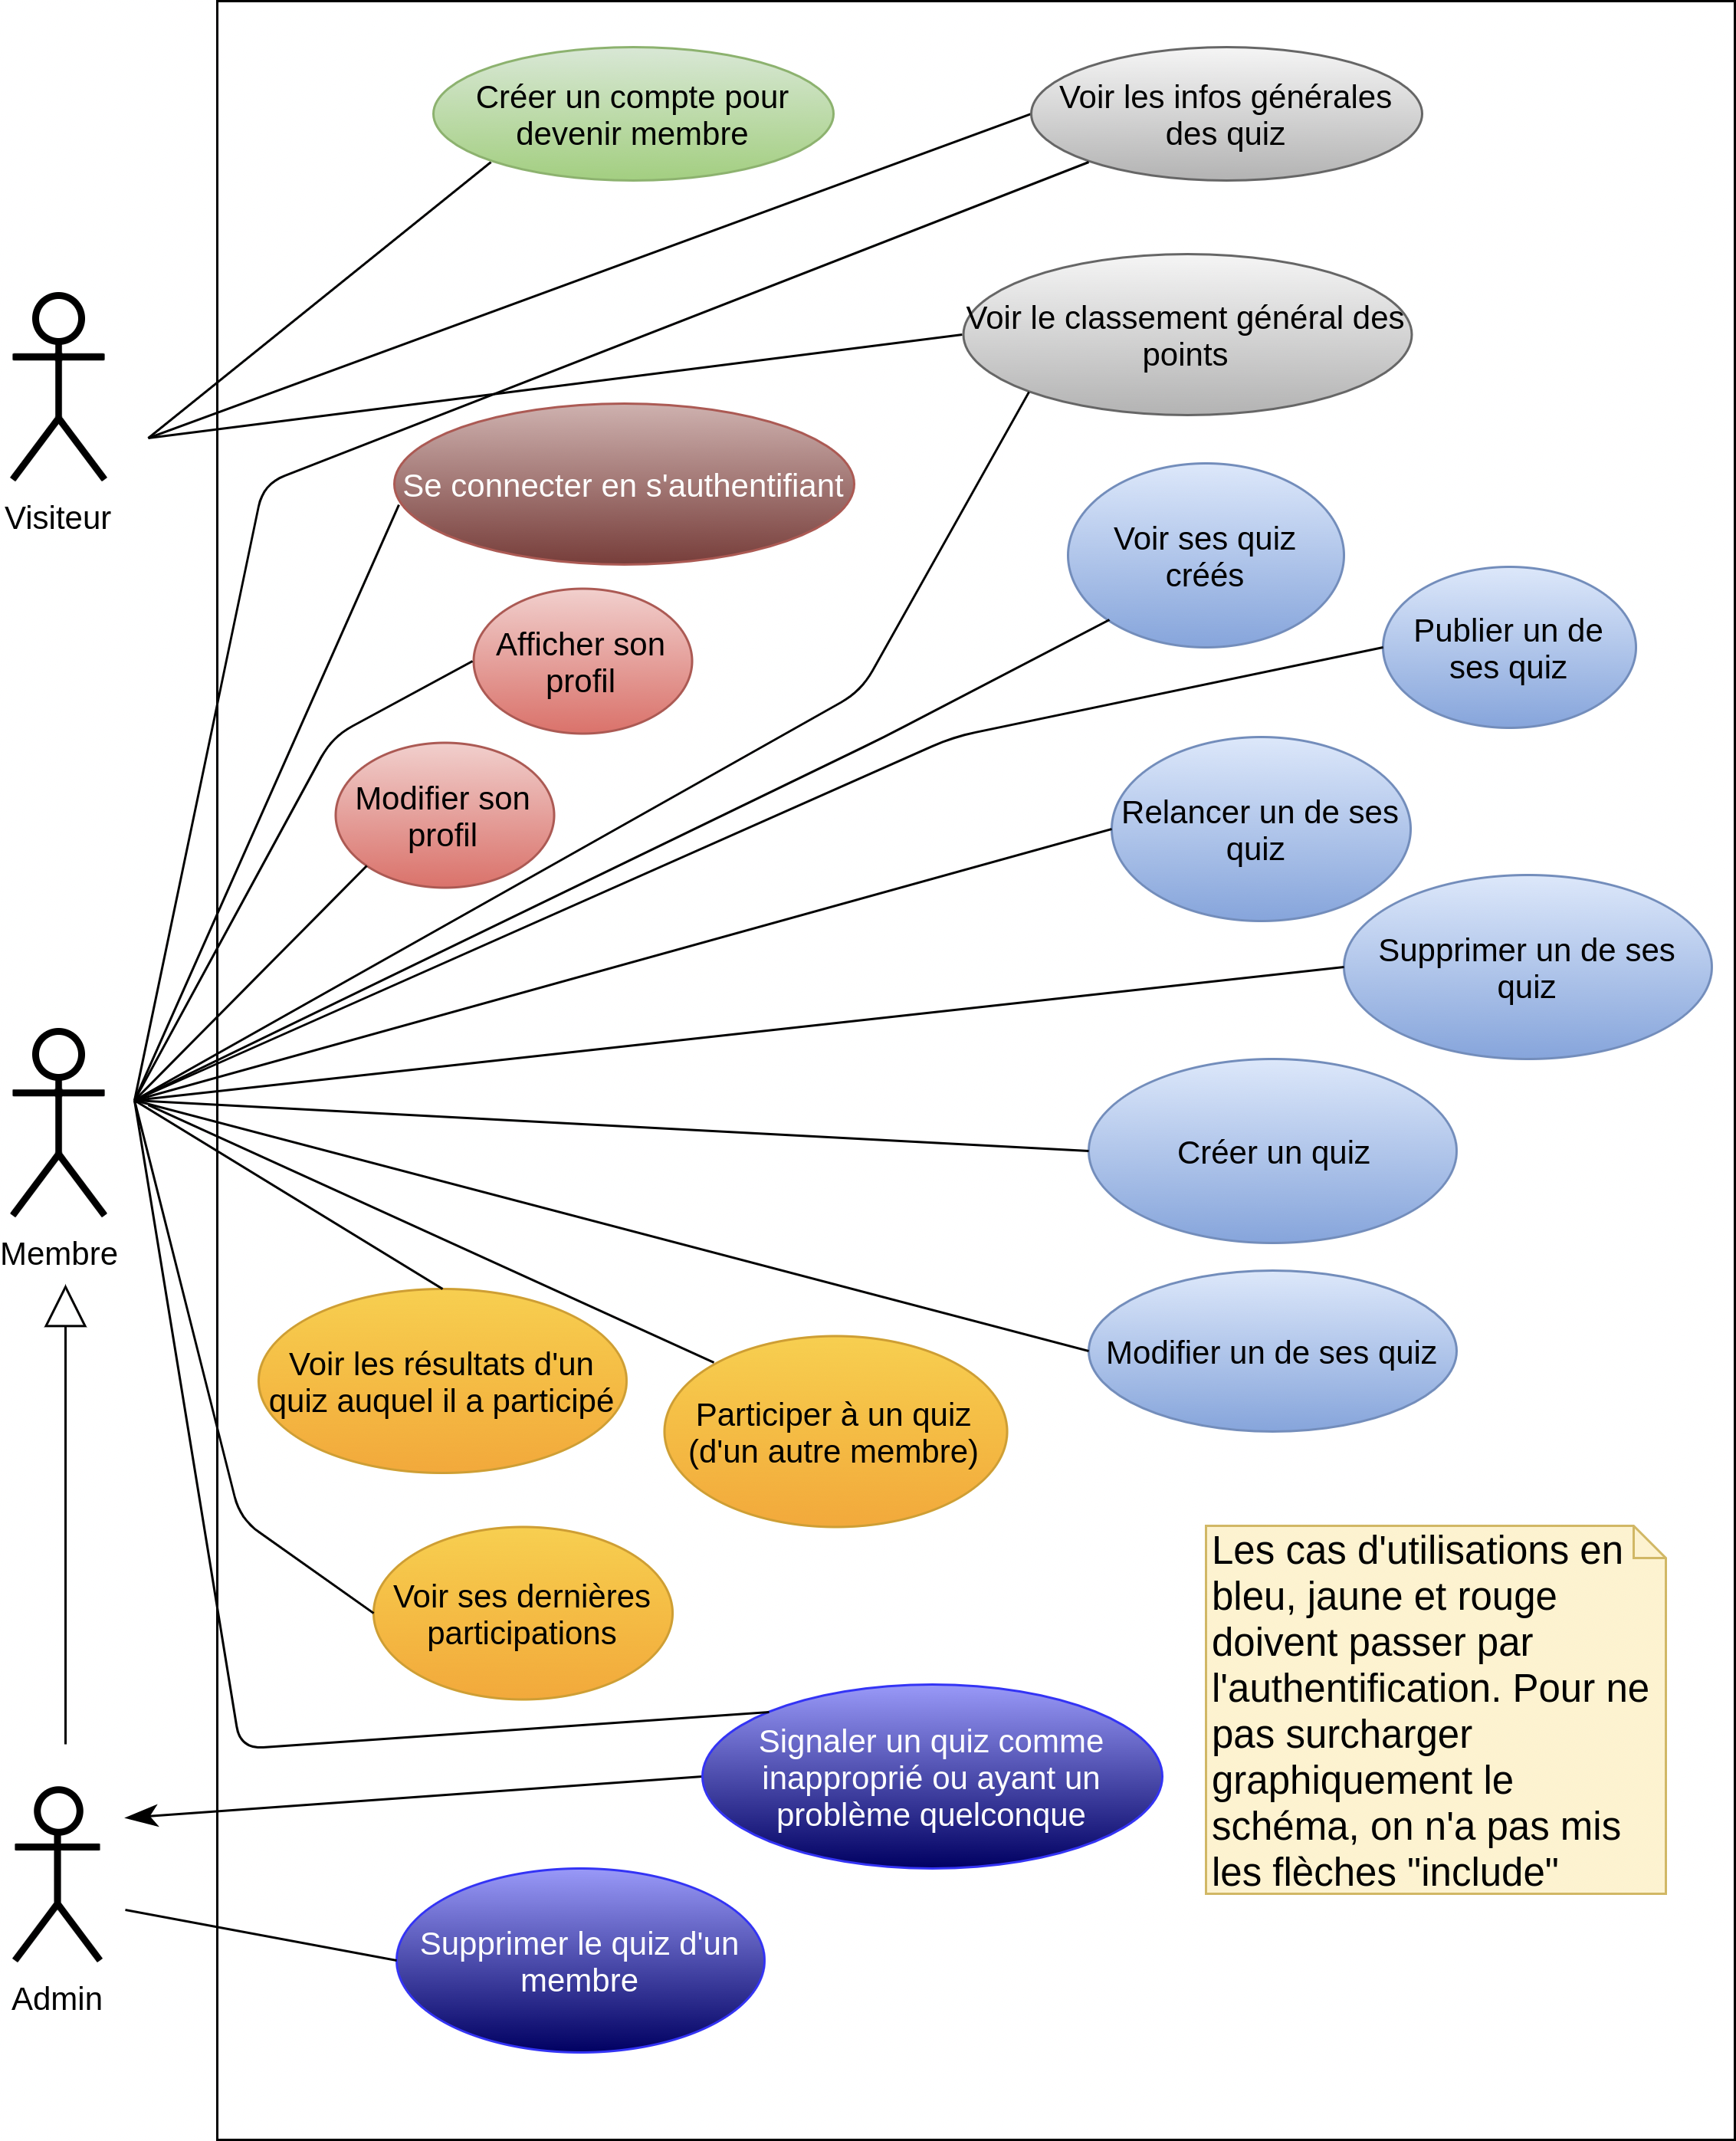 Créer un compte pour
devenir membre
Voir les infos générales
des quiz
Voir le classement général des
points
Visiteur
Se connecter en s'authentifiant
Voir ses quiz
créés
Publier un de
ses quiz
Afficher son
profil
Modifier son
profil
Relancer un de ses
quiz
Supprimer un de ses
quiz
Créer un quiz
Membre
Modifier un de ses quiz
Voir les résultats d'un
quiz auquel il a participé
Participer à un quiz
(d'un autre membre)
Voir ses dernières
participations
Les cas d'utilisations en
bleu, jaune et rouge
doivent passer par
l'authentification. Pour ne
pas surcharger
graphiquement le
schéma, on n'a pas mis
les flèches "include"
Signaler un quiz comme
inapproprié ou ayant un
problème quelconque
Supprimer le quiz d'un
membre
Admin